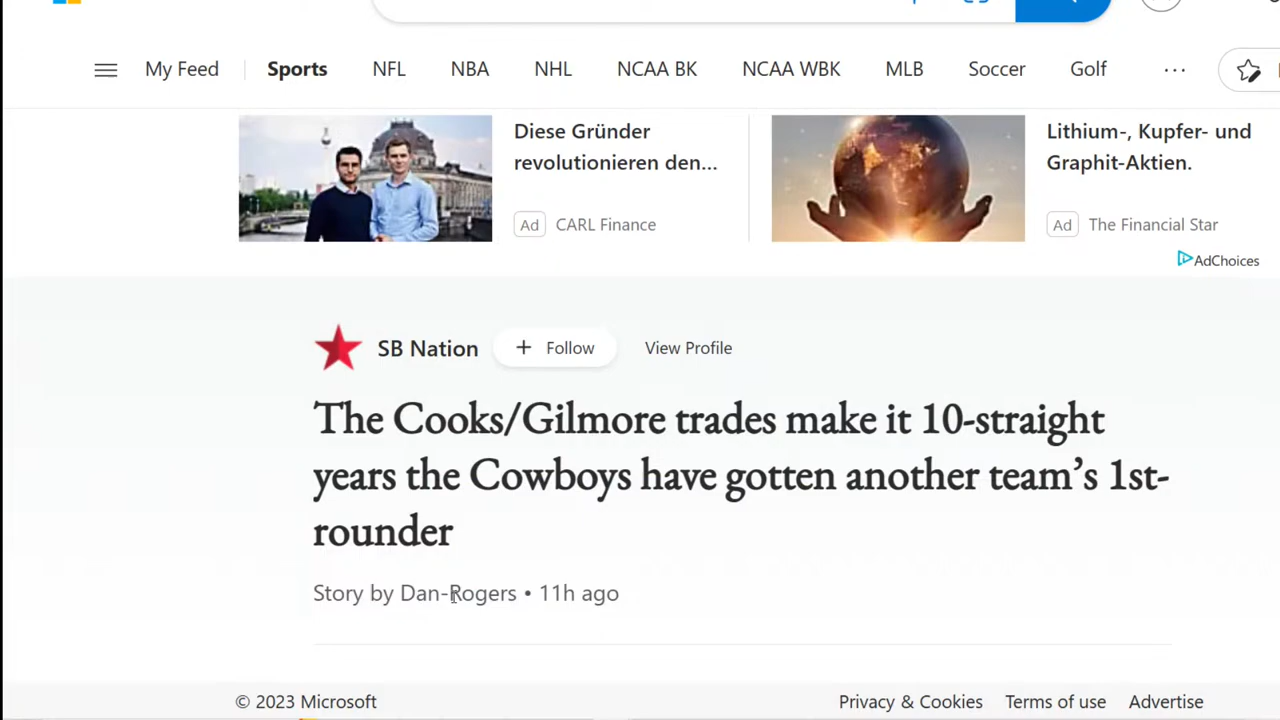 My Feed Sports NFL NBA NHL NCAA BK NCAA WBK MLB Soccer Golf ...
Diese Gründer
revolutionieren den...
Ad CARL Finance
Lithium-, Kupfer- und
Graphit-Aktien.
Ad The Financial Star
AdChoices
SB Nation + Follow View Profile
The Cooks/Gilmore trades make it 10-straight
years the Cowboys have gotten another team’s 1st-
rounder
Story by Dan-Rogers • 11h ago
© 2023 Microsoft Privacy & Cookies Terms of use Advertise